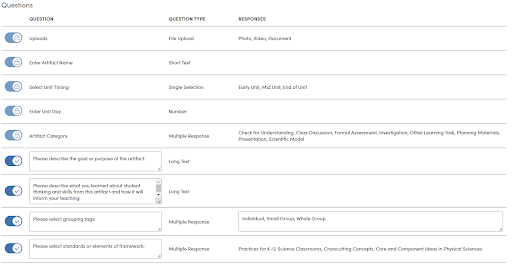 Questions
QUESTION QUESTION TYPE RESPONSES
Uploads File Upload Photo, Video, Document
Enter Artifact Name Short Text
Select Unit Timing Single Selection Early Unit, Mid Unit, End of Unit
Enter Unit Day Number
Artifact Category Multiple Response Check for Understanding, Class Discussion, Formal Assessment, Investigation, Other Learning Task, Planning Materials,
Presentation, Scientific Model
Please describe the goal or purpose of the artifact: Long Text
Please describe what you learned about student
thinking and skills from this artifact and how it will
inform your teaching: Long Text
Please select grouping tags: Multiple Response Individual, Small Group, Whole Group
Please select standards or elements of framework: Multiple Response Practices for K-12 Science Classrooms, Crosscutting Concepts, Core and Component Ideas in Physical Sciences